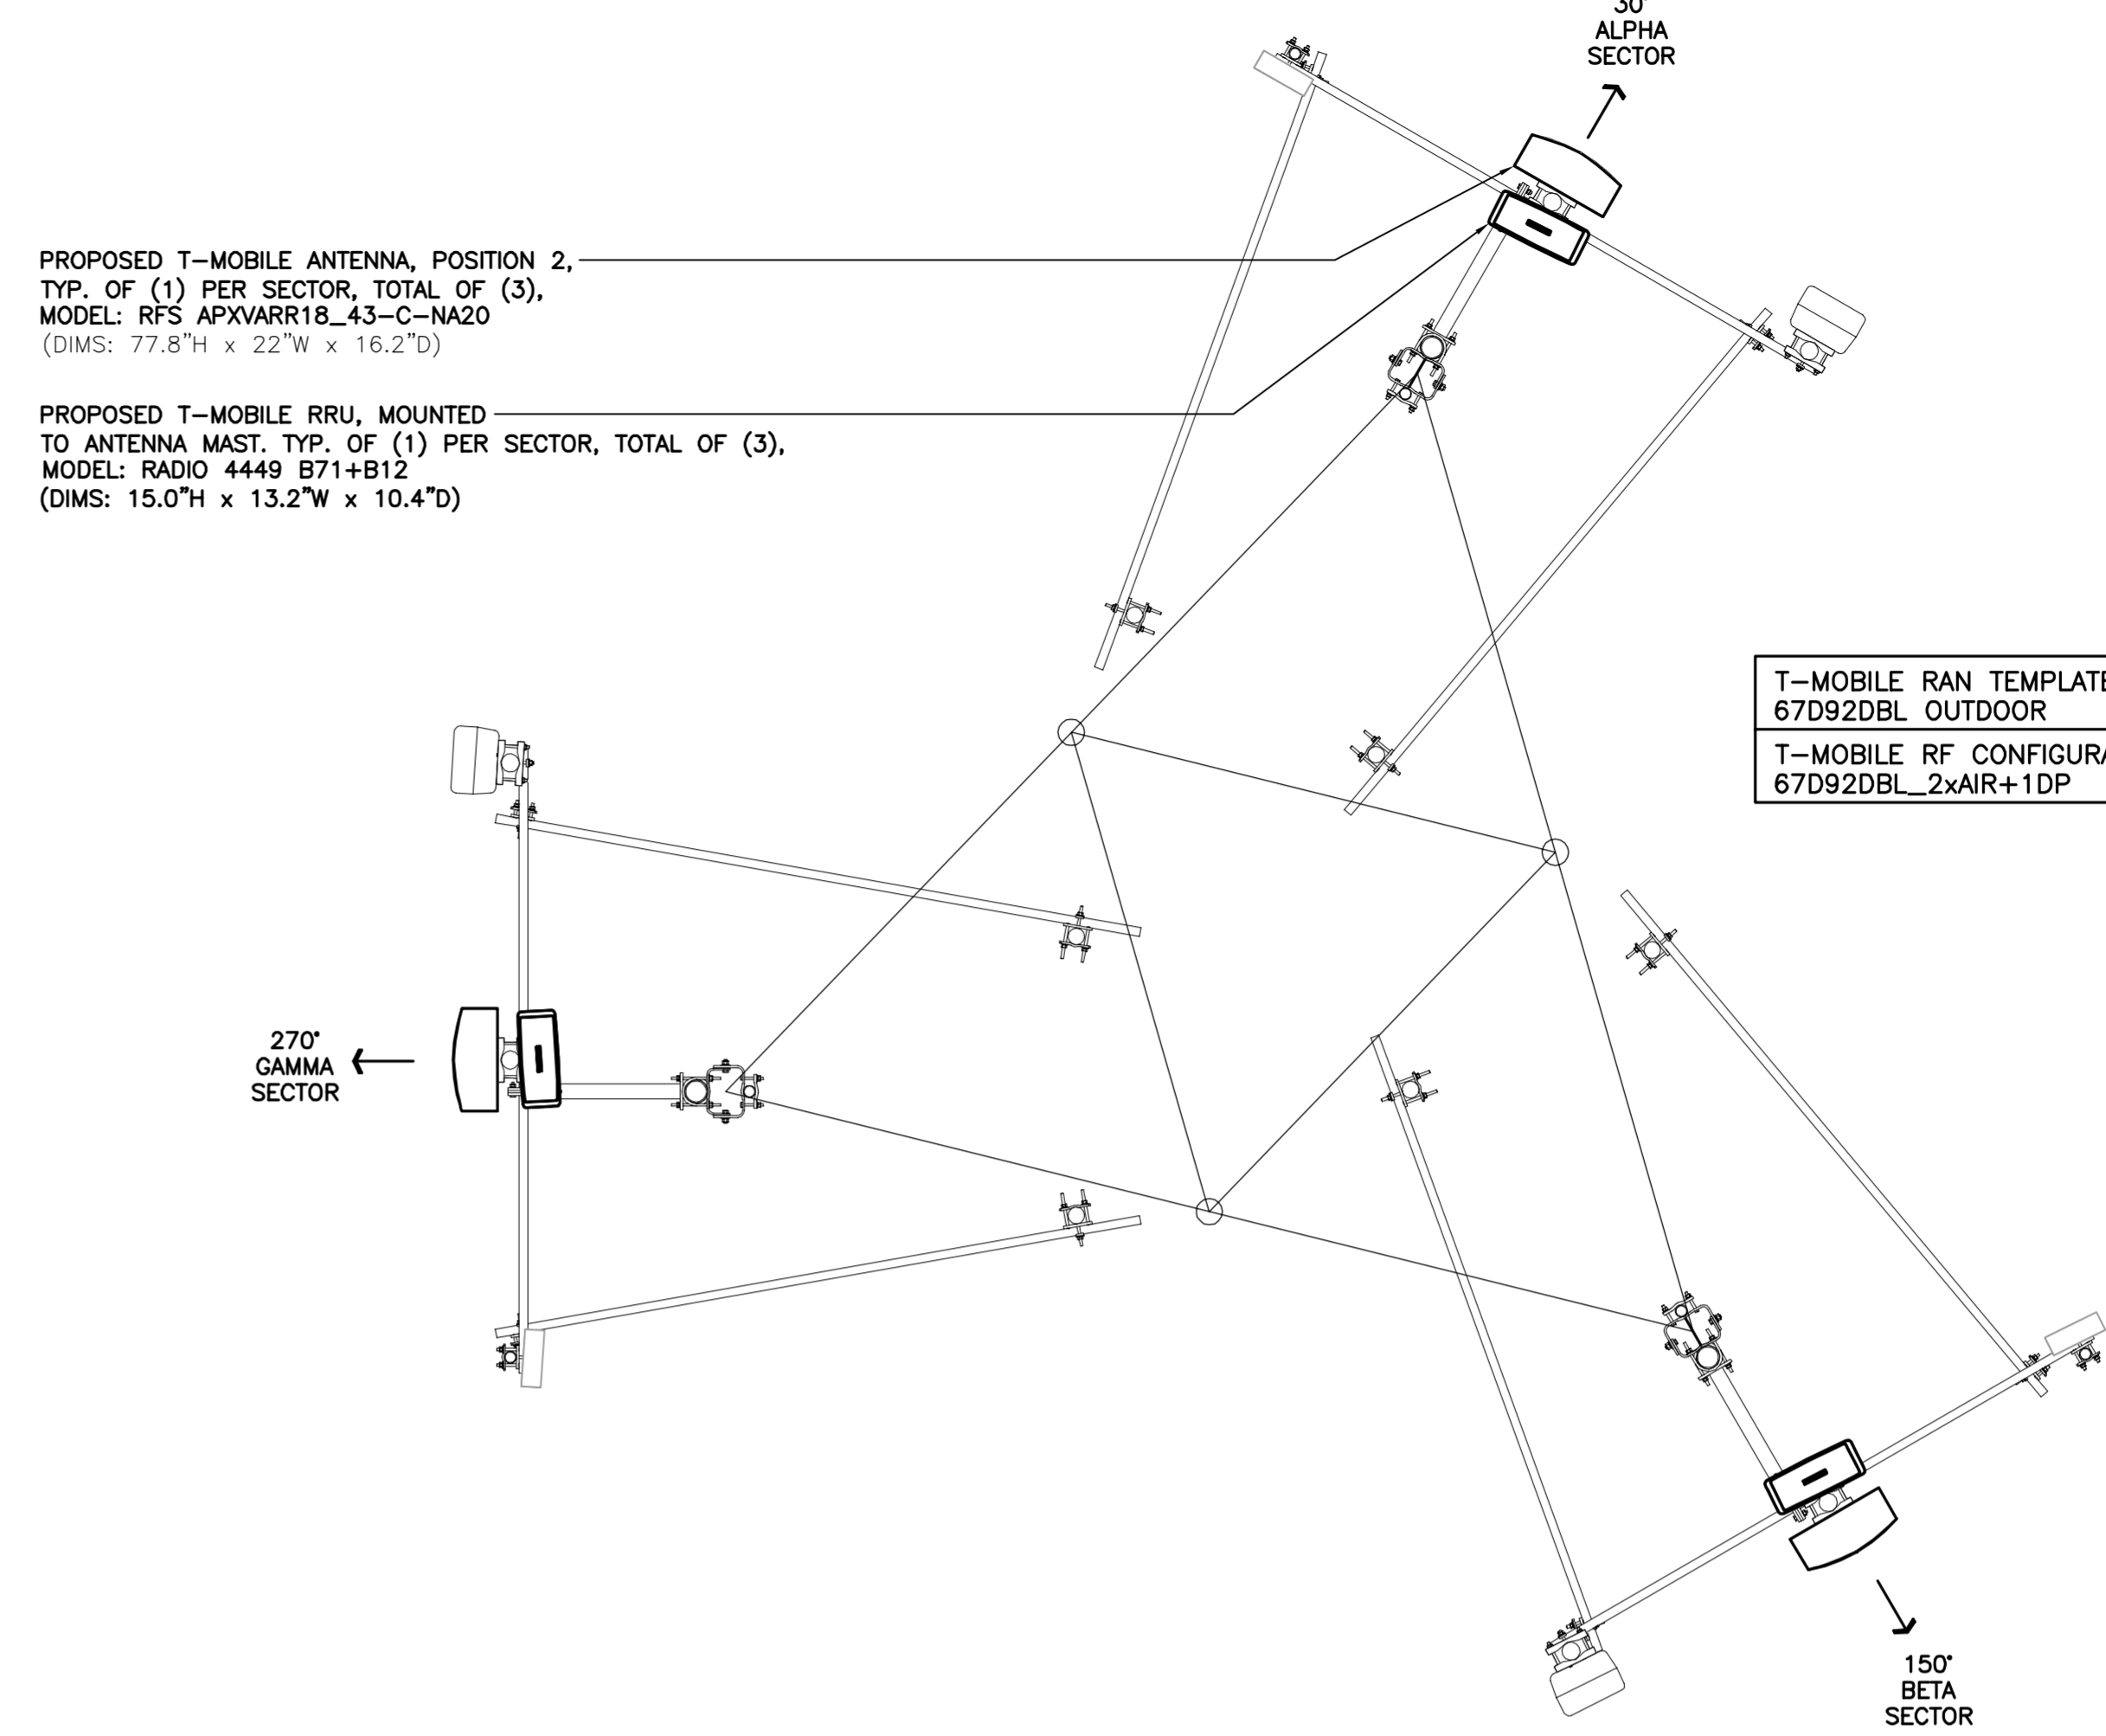 30°
ALPHA
SECTOR
PROPOSED T-MOBILE ANTENNA, POSITION 2,
TYP. OF (1) PER SECTOR, TOTAL OF (3),
MODEL: RFS APXVARR18_43-C-NA20
(DIMS: 77.8"H x 22"W x 16.2"D)
PROPOSED T-MOBILE RRU, MOUNTED
TO ANTENNA MAST. TYP. OF (1) PER SECTOR, TOTAL OF (3),
MODEL: RADIO 4449 B71+B12
(DIMS: 15.0"H x 13.2"W x 10.4"D)
T-MOBILE RAN TEMPLATE
67D92DBL OUTDOOR
T-MOBILE RF
67D92DBL_2xAIR+1DP
270°
GAMMA
SECTOR
150°
BETA
SECTOR